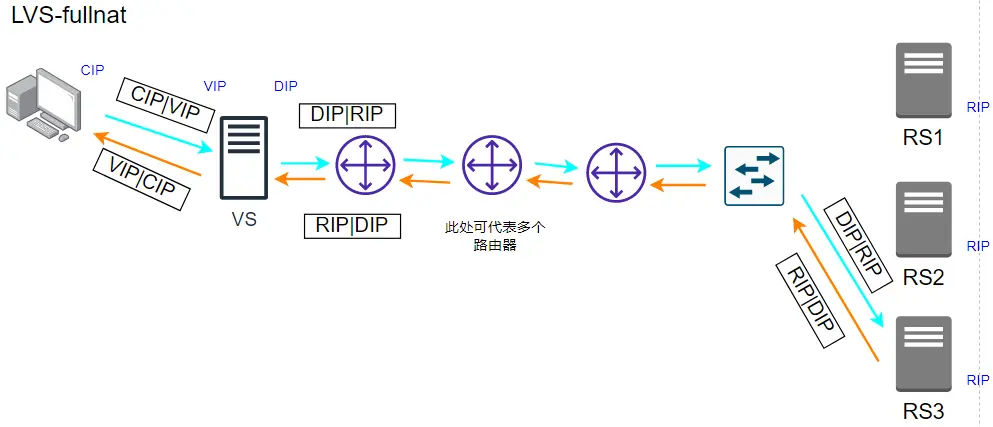 LVS-fullnat
CIP
CIP|VIP
VIP
DIP
VIP|CIP
VS
DIP|RIP
RIP|DIP
此处可代表多个
路由器
DIP|RIP
RIP|DIP
RIP
RS1
RIP
RS2
RIP
RS3